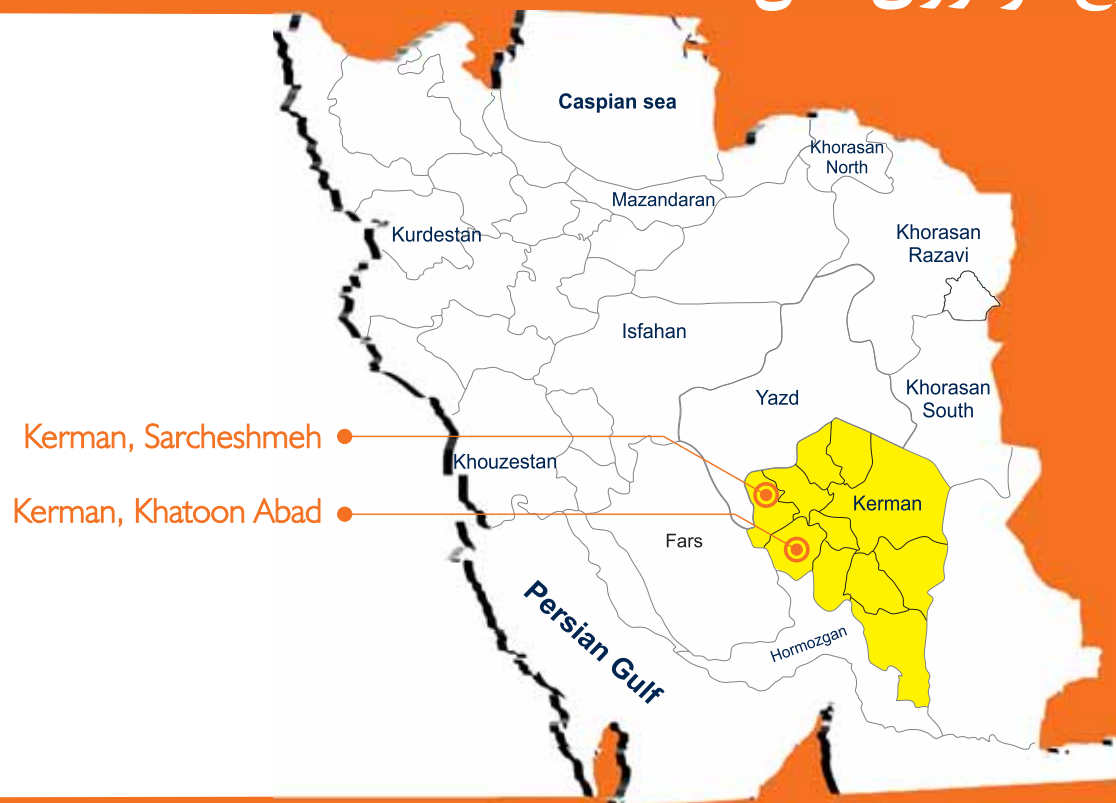 Caspian sea
Khorasan
North
Mazandaran
Kurdestan
Khorasan
Razavi
Isfahan
Yazd
Khorasan
South
Kerman, Sarcheshmeh
Khouzestan
Kerman
Kerman, Khatoon Abad
Fars
Persian Gulf
Hormozgan